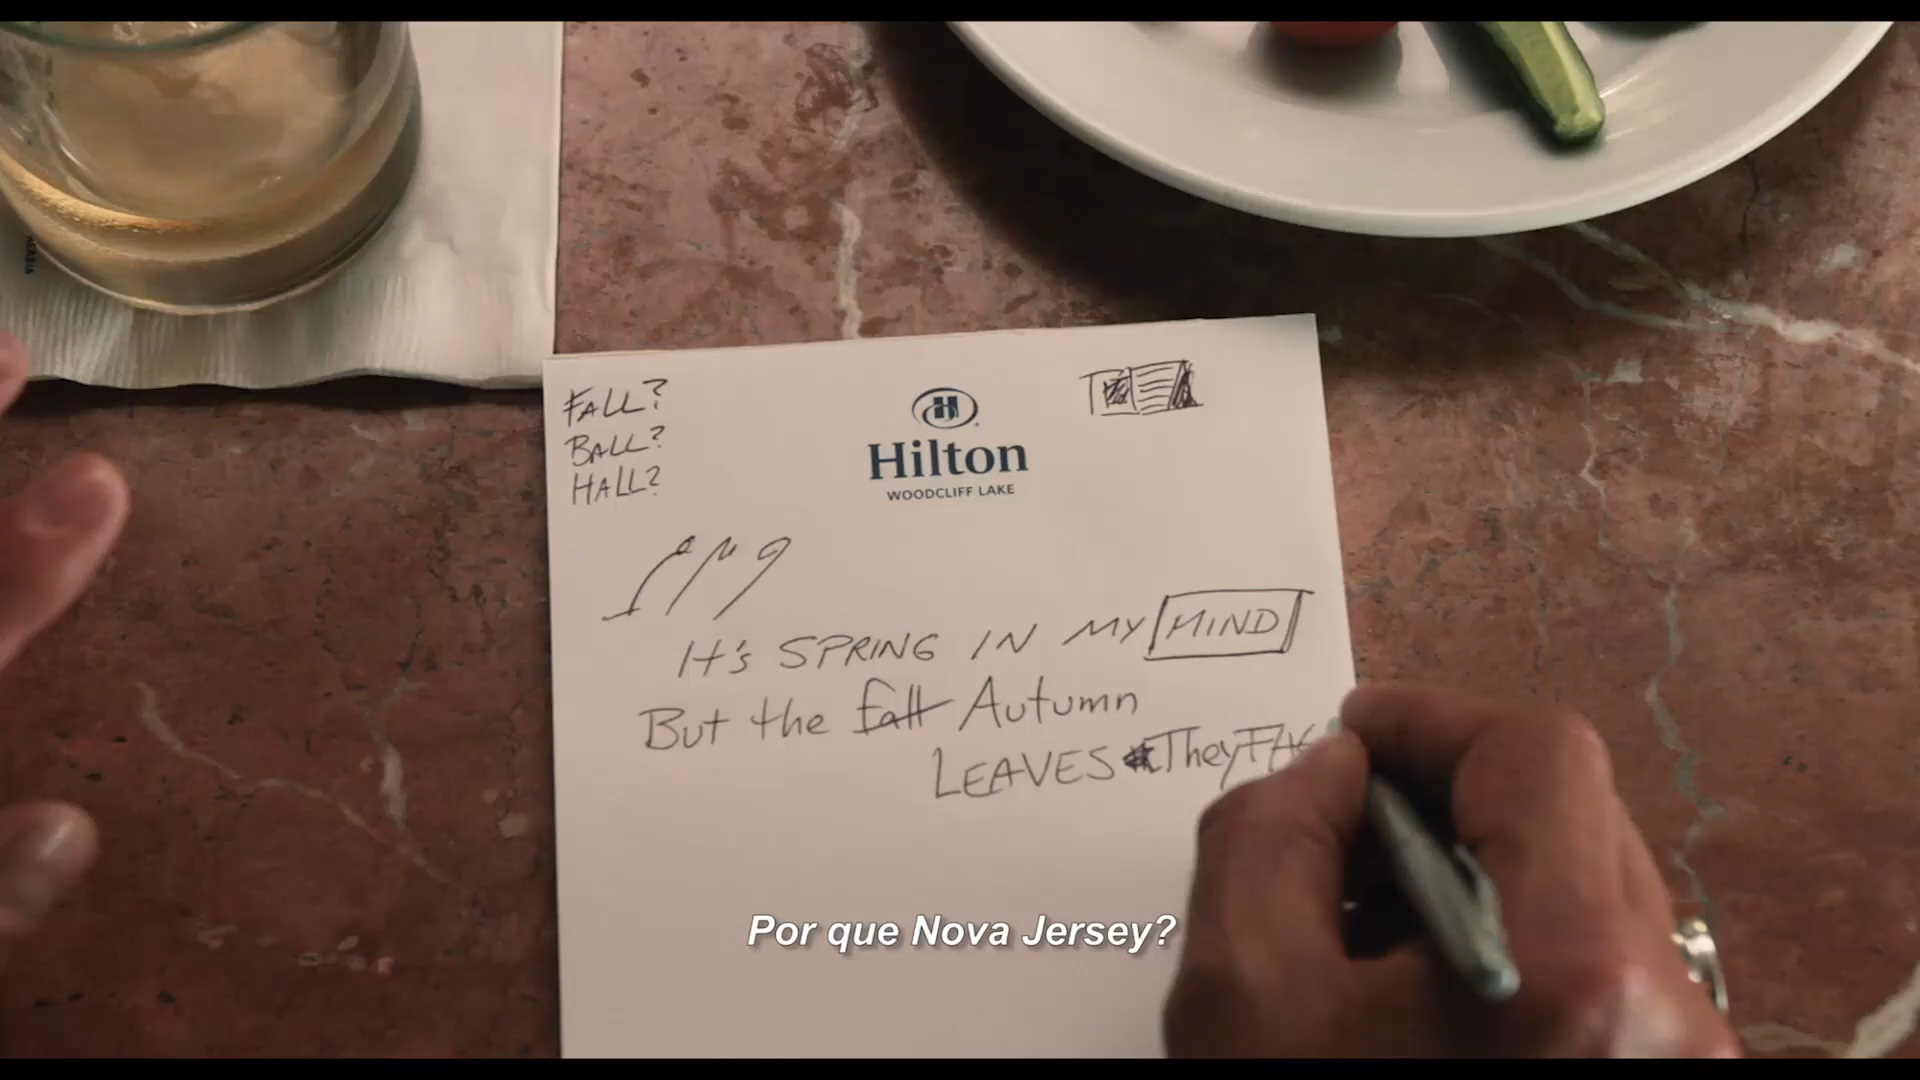 FALL?
BALL?
HALL?
Hilton
WOODCLIFF LAKE
It's SPRING IN MY MIND
But the fall Autumn
LEAVES They
Por que Nova Jersey?